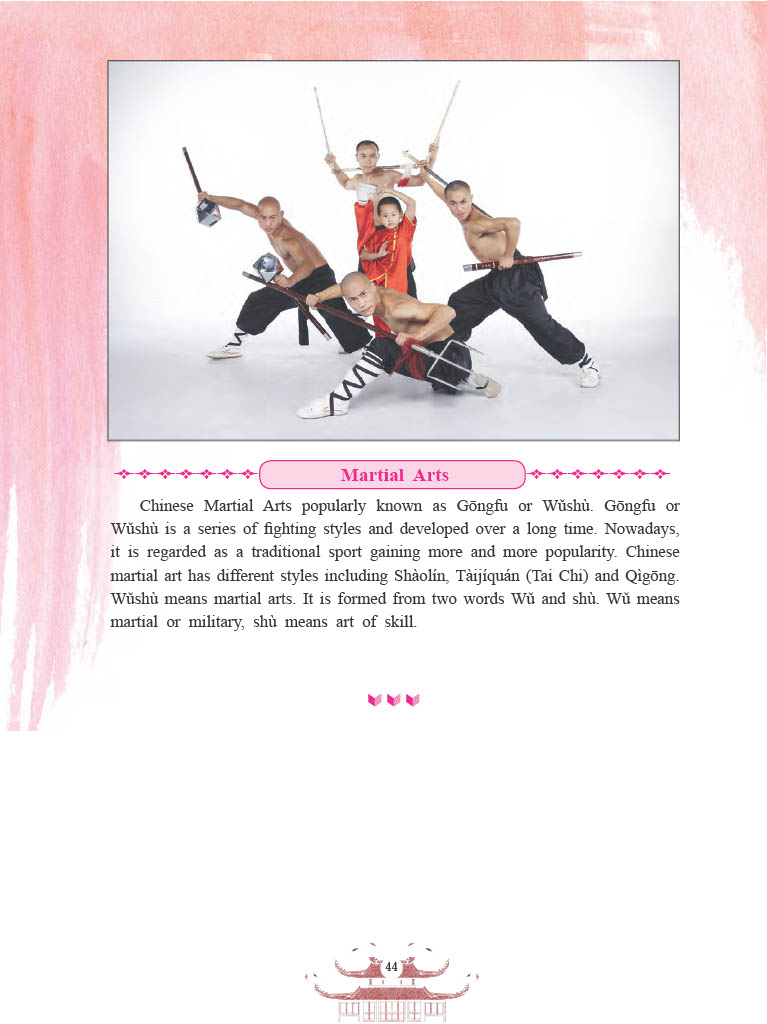 Martial Arts
Chinese Martial Arts popularly known as Gōngfu or Wǔshù. Gōngfu or
Wǔshù is a series of fighting styles and developed over a long time. Nowadays,
it is regarded as a traditional sport gaining more and more popularity. Chinese
martial art has different styles including Shàolín, Tàijíquán (Tai Chi) and Qìgōng.
Wǔshù means martial arts. It is formed from two words Wǔ and shù. Wǔ means
martial or military, shù means art of skill.
44